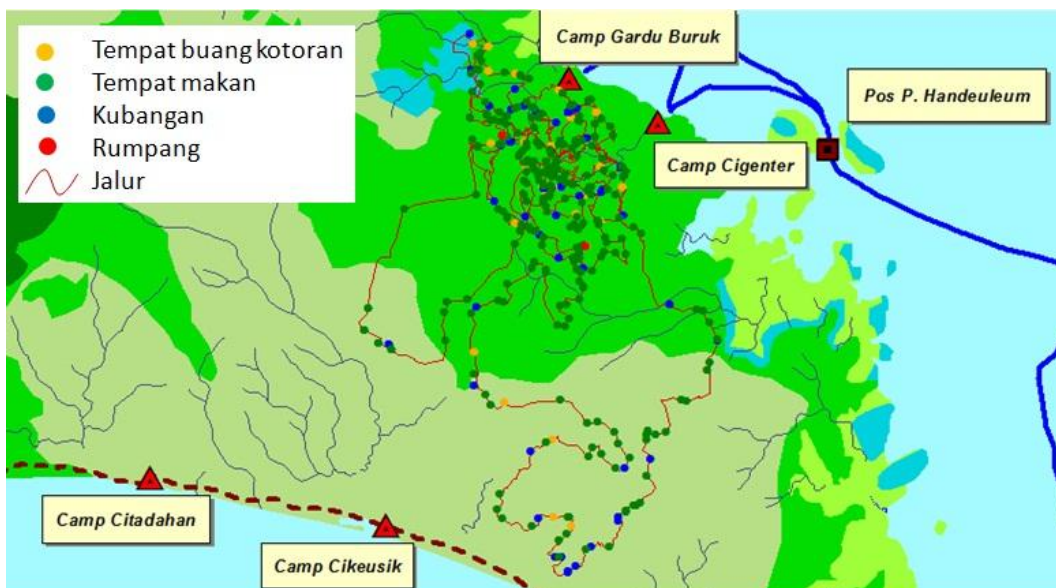 Tempat buang kotoran
Tempat makan
Kubangan
Rumpang
Jalur
Camp Gardu Buruk
Pos P. Handeuleum
Camp Cigenter
Camp Citadahan
Camp Cikeusik